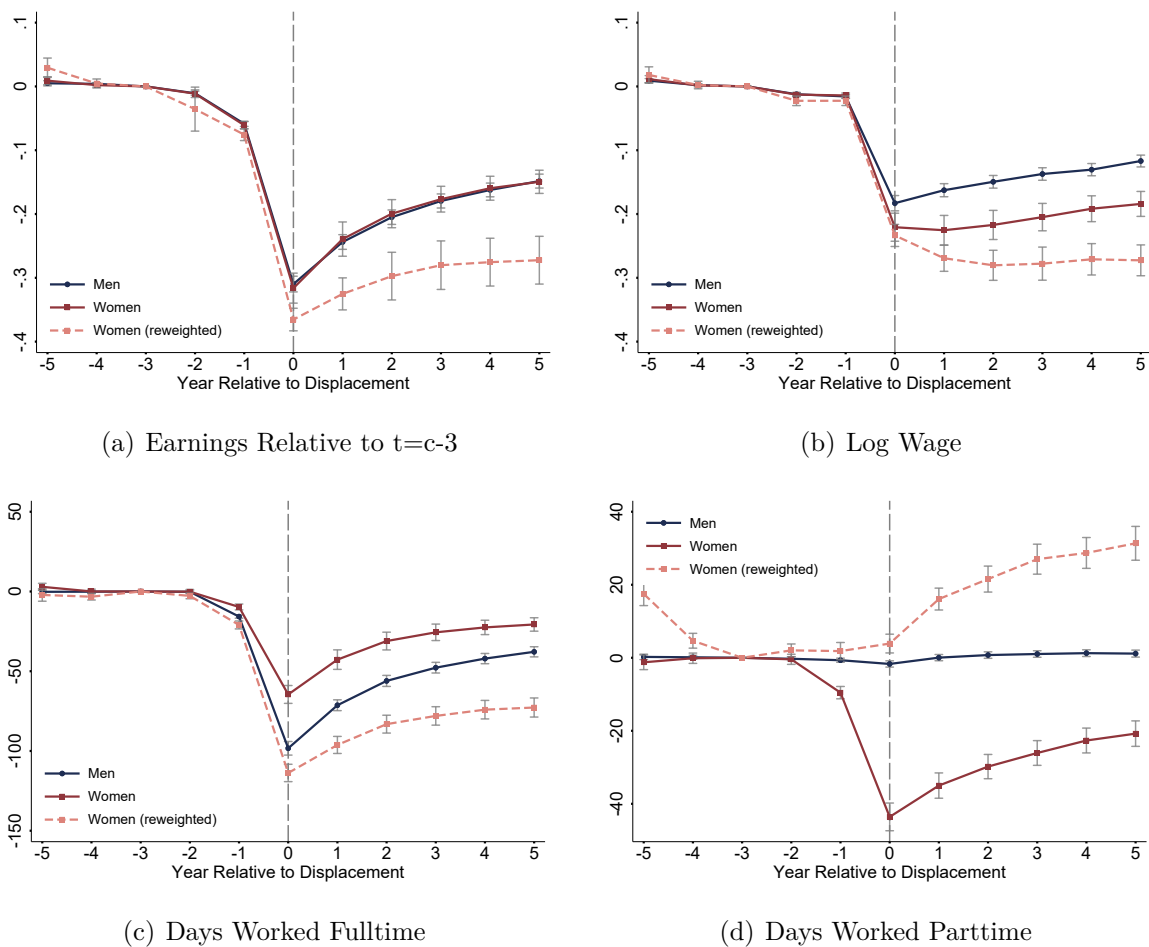 .1
0
-.1
-.2
-.3
-.4
Men
Women
Women (reweighted)
-5 -4 -3 -2 -1 0 1 2 3 4 5
Year Relative to Displacement
(a) Earnings Relative to t=c-3
.1
0
-.1
-.2
-.3
-.4
Men
Women
Women (reweighted)
-5 -4 -3 -2 -1 0 1 2 3 4 5
Year Relative to Displacement
(b) Log Wage
50
0
-50
-100
-150
Men
Women
Women (reweighted)
-5 -4 -3 -2 -1 0 1 2 3 4 5
Year Relative to Displacement
(c) Days Worked Fulltime
40
20
0
-20
-40
Men
Women
Women (reweighted)
-5 -4 -3 -2 -1 0 1 2 3 4 5
Year Relative to Displacement
(d) Days Worked Parttime